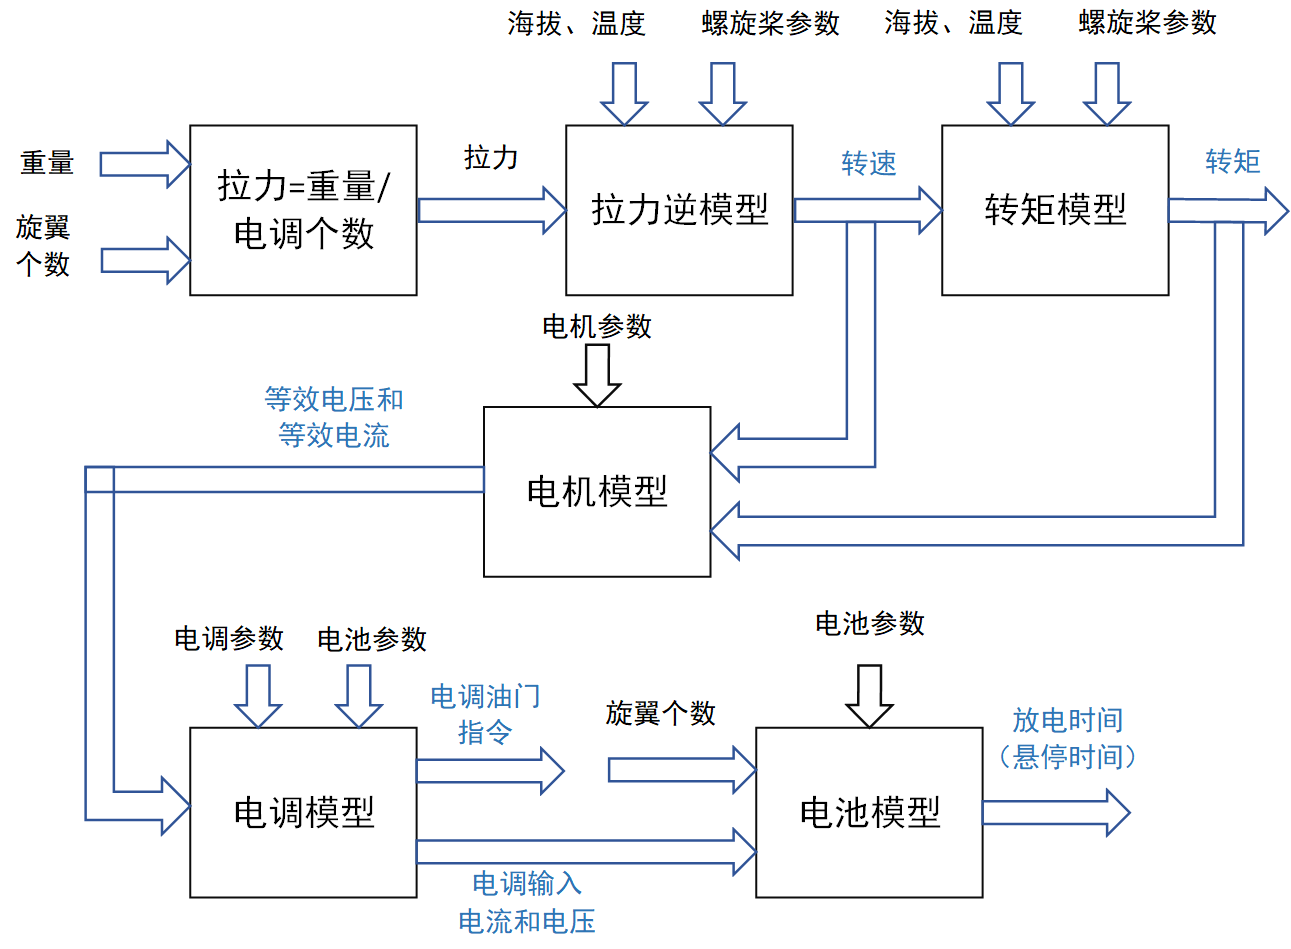 海拔、温度
螺旋桨参数
海拔、温度
螺旋桨参数
重量
旋翼
个数
拉力=重量/
电调个数
拉力
拉力逆模型
转速
转矩模型
转矩
电机参数
等效电压和
等效电流
电机模型
电调参数
电池参数
电调油门
指令
旋翼个数
电池参数
放电时间
（悬停时间）
电调模型
电池模型
电调输入
电流和电压